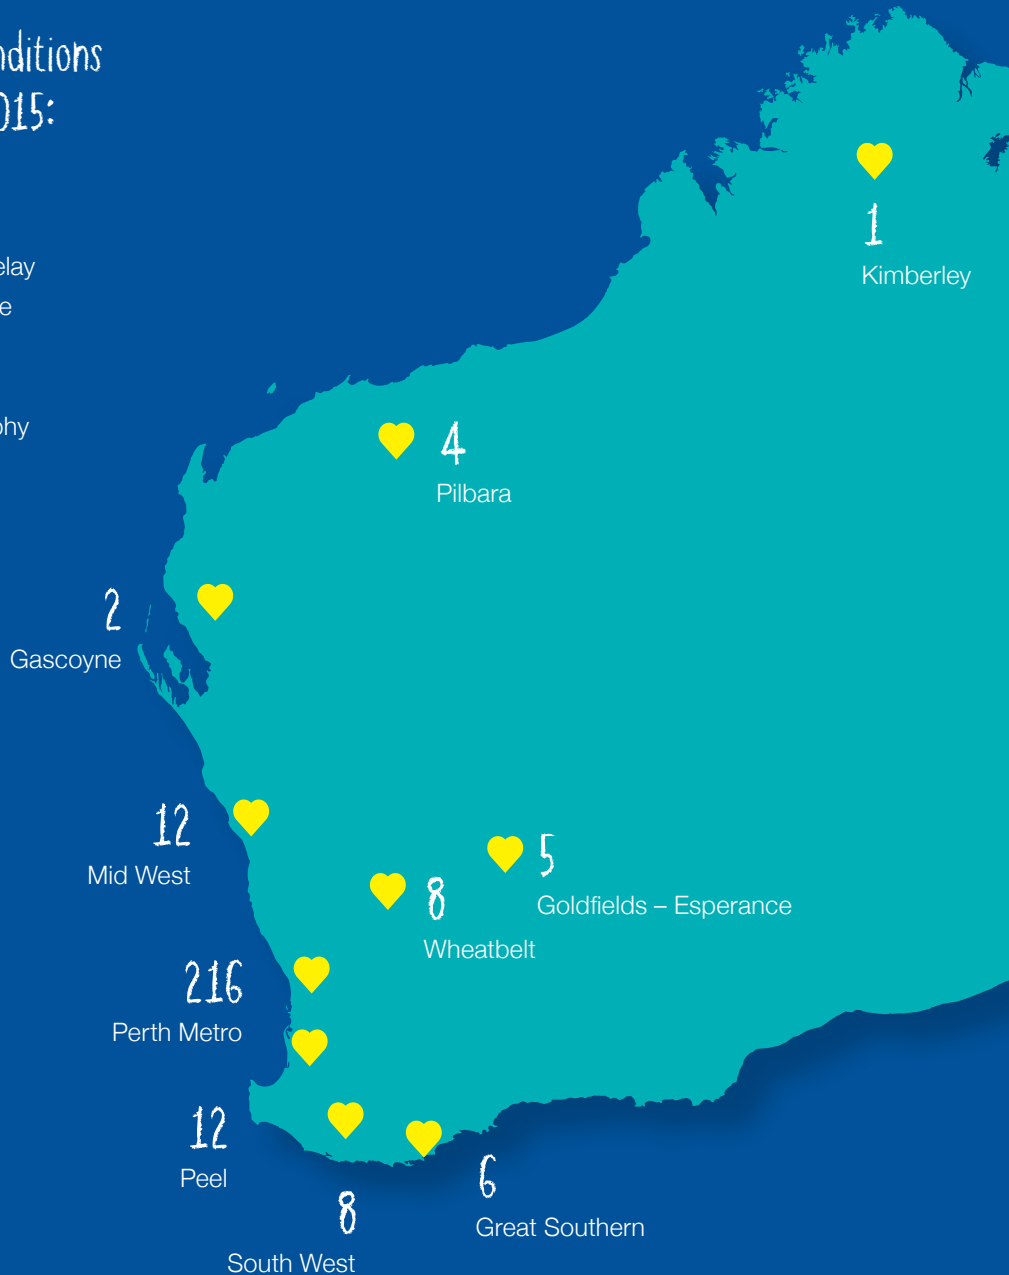 nditions
015:
elay
e
phy
1
Kimberley
4
Pilbara
2
Gascoyne
12
Mid West
5
Goldfields – Esperance
8
Wheatbelt
216
Perth Metro
12
Peel
6
Great Southern
8
South West